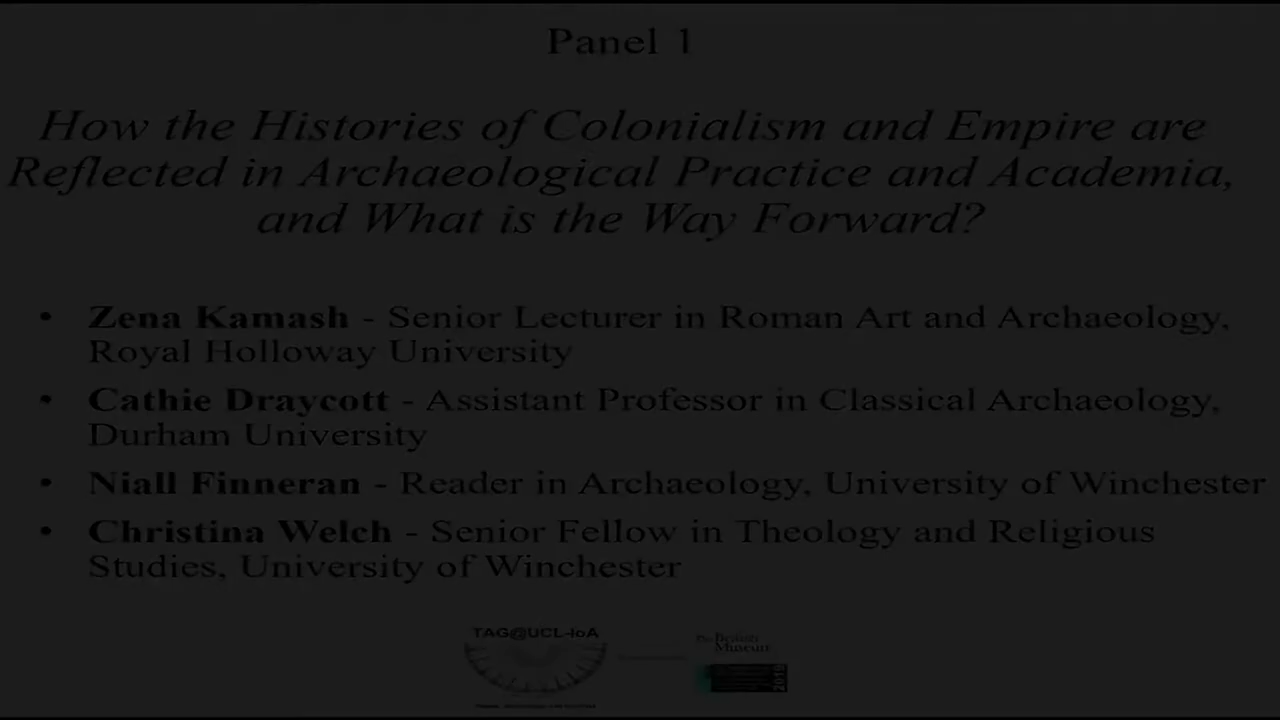 Panel 1
How the Histories of Colonialism and Empire are
Reflected in Archaeological Practice and Academia,
and What is the Way Forward?
• Zena Kamash - Senior Lecturer in Roman Art and Archaeology,
Royal Holloway University
• Cathie Draycott - Assistant Professor in Classical Archaeology,
Durham University
• Niall Finneran - Reader in Archaeology, University of Winchester
• Christina Welch - Senior Fellow in Theology and Religious
Studies, University of Winchester
TAG@UCL-IoA
The British
Museum
2019